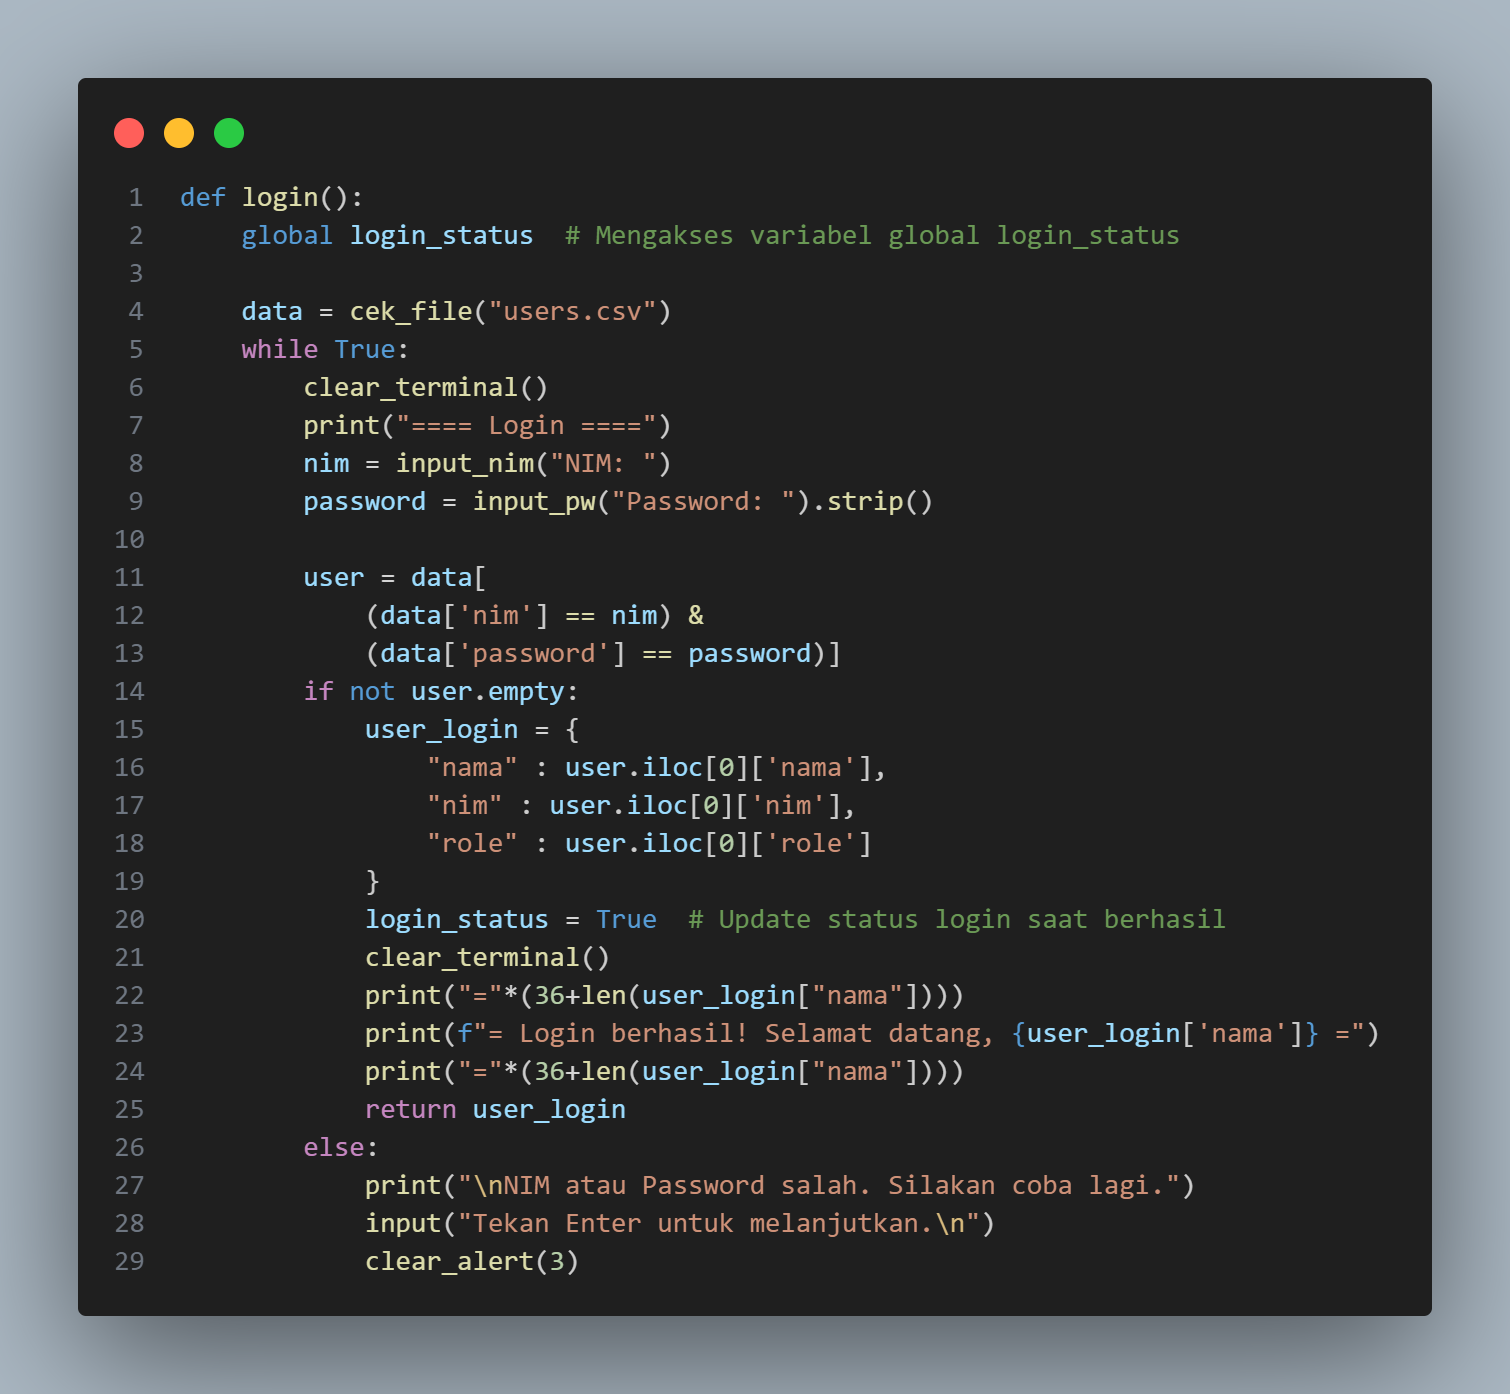 1 def login():
2     global login_status  # Mengakses variabel global login_status
3
4     data = cek_file("users.csv")
5     while True:
6         clear_terminal()
7         print("==== Login ====")
8         nim = input_nim("NIM: ")
9         password = input_pw("Password: ").strip()
10
11         user = data[
12             (data['nim'] == nim) &
13             (data['password'] == password)]
14         if not user.empty:
15             user_login = {
16                 "nama" : user.iloc[0]['nama'],
17                 "nim" : user.iloc[0]['nim'],
18                 "role" : user.iloc[0]['role']
19             }
20             login_status = True  # Update status login saat berhasil
21             clear_terminal()
22             print("="*(36+len(user_login["nama"])))
23             print(f"= Login berhasil! Selamat datang, {user_login['nama']} =")
24             print("="*(36+len(user_login["nama"])))
25             return user_login
26         else:
27             print("\nNIM atau Password salah. Silakan coba lagi.")
28             input("Tekan Enter untuk melanjutkan.\n")
29             clear_alert(3)